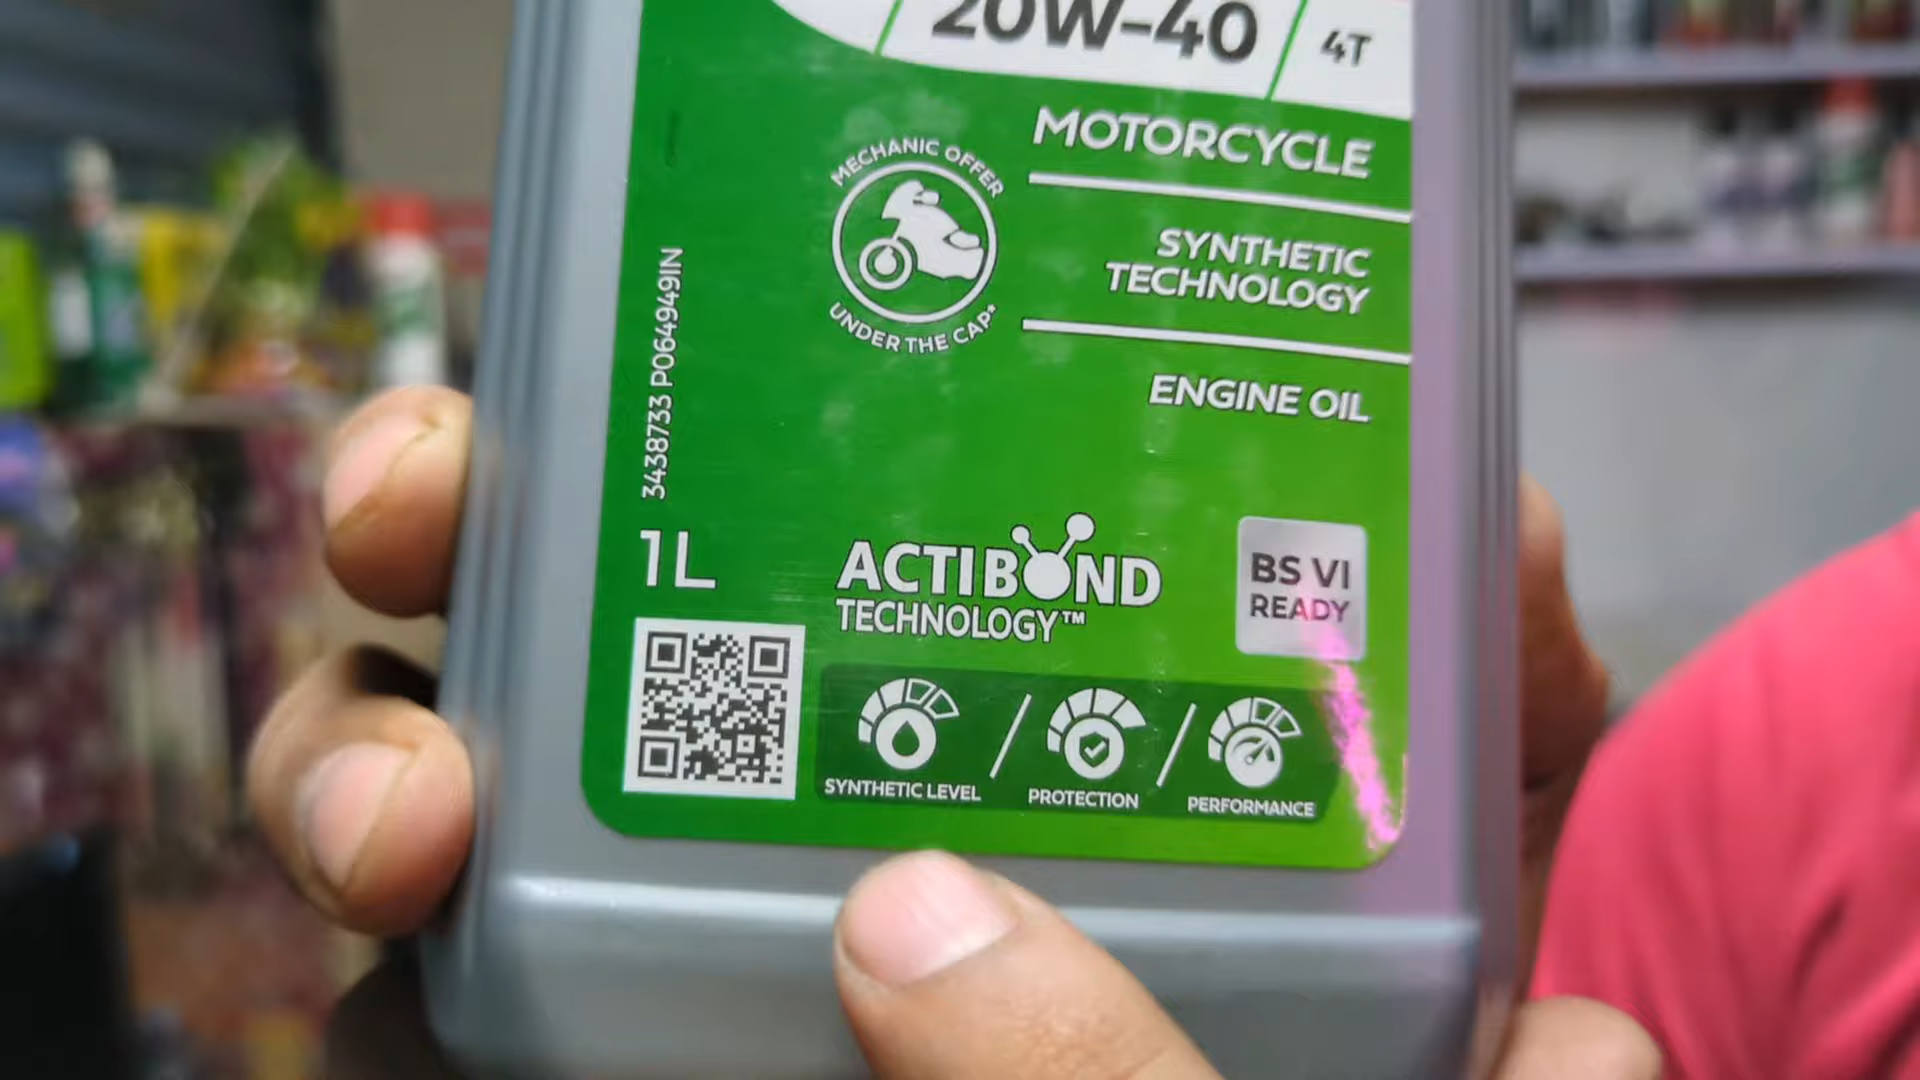 20W-40
4T
MOTORCYCLE
MECHANIC OFFER
UNDER THE CAP*
SYNTHETIC
TECHNOLOGY
ENGINE OIL
3438733 P064949IN
1L
ACTIBOND
TECHNOLOGY™
BS VI
READY
SYNTHETIC LEVEL
PROTECTION
PERFORMANCE